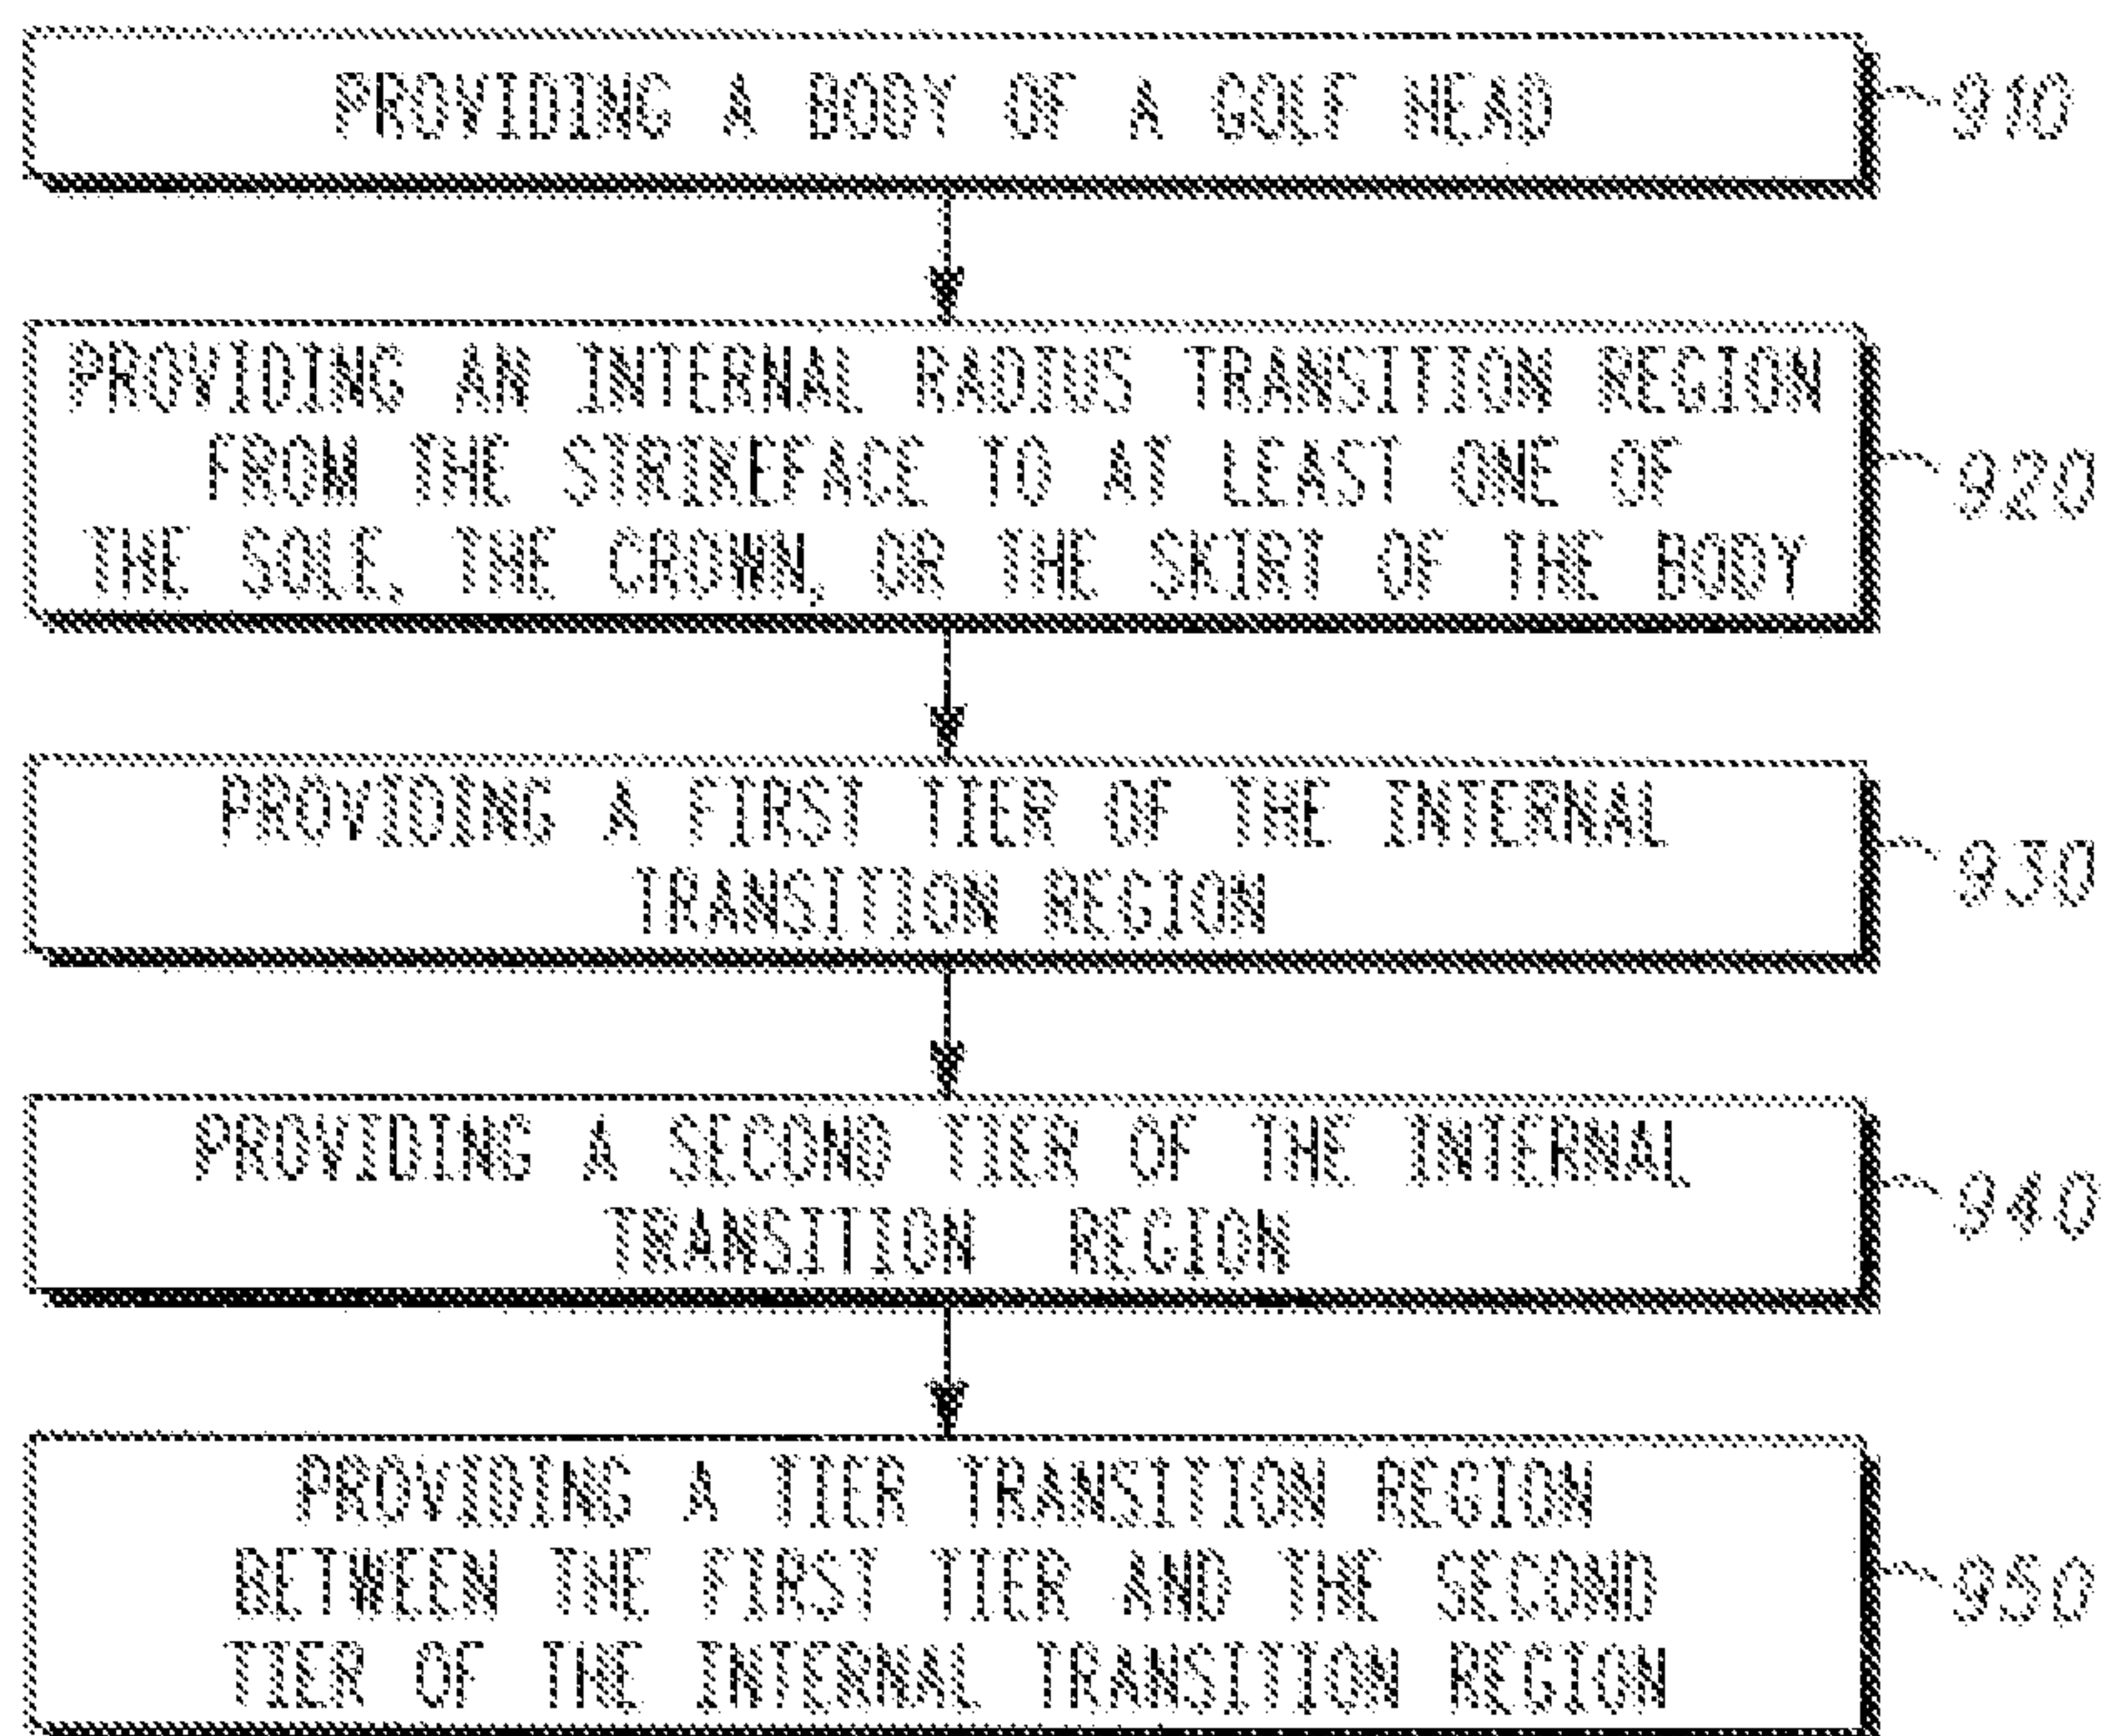 PROVIDING A BODY OF A GOLF HEAD
910
PROVIDING AN INTERNAL RADIUS TRANSITION REGION
FROM THE STRIKEFACE TO AT LEAST ONE OF
THE SOLE, THE CROWN, OR THE SKIRT OF THE BODY
920
PROVIDING A FIRST TIER OF THE INTERNAL
TRANSITION REGION
930
PROVIDING A SECOND TIER OF THE INTERNAL
TRANSITION REGION
940
PROVIDING A TIER TRANSITION REGION
BETWEEN THE FIRST TIER AND THE SECOND
TIER OF THE INTERNAL TRANSITION REGION
950